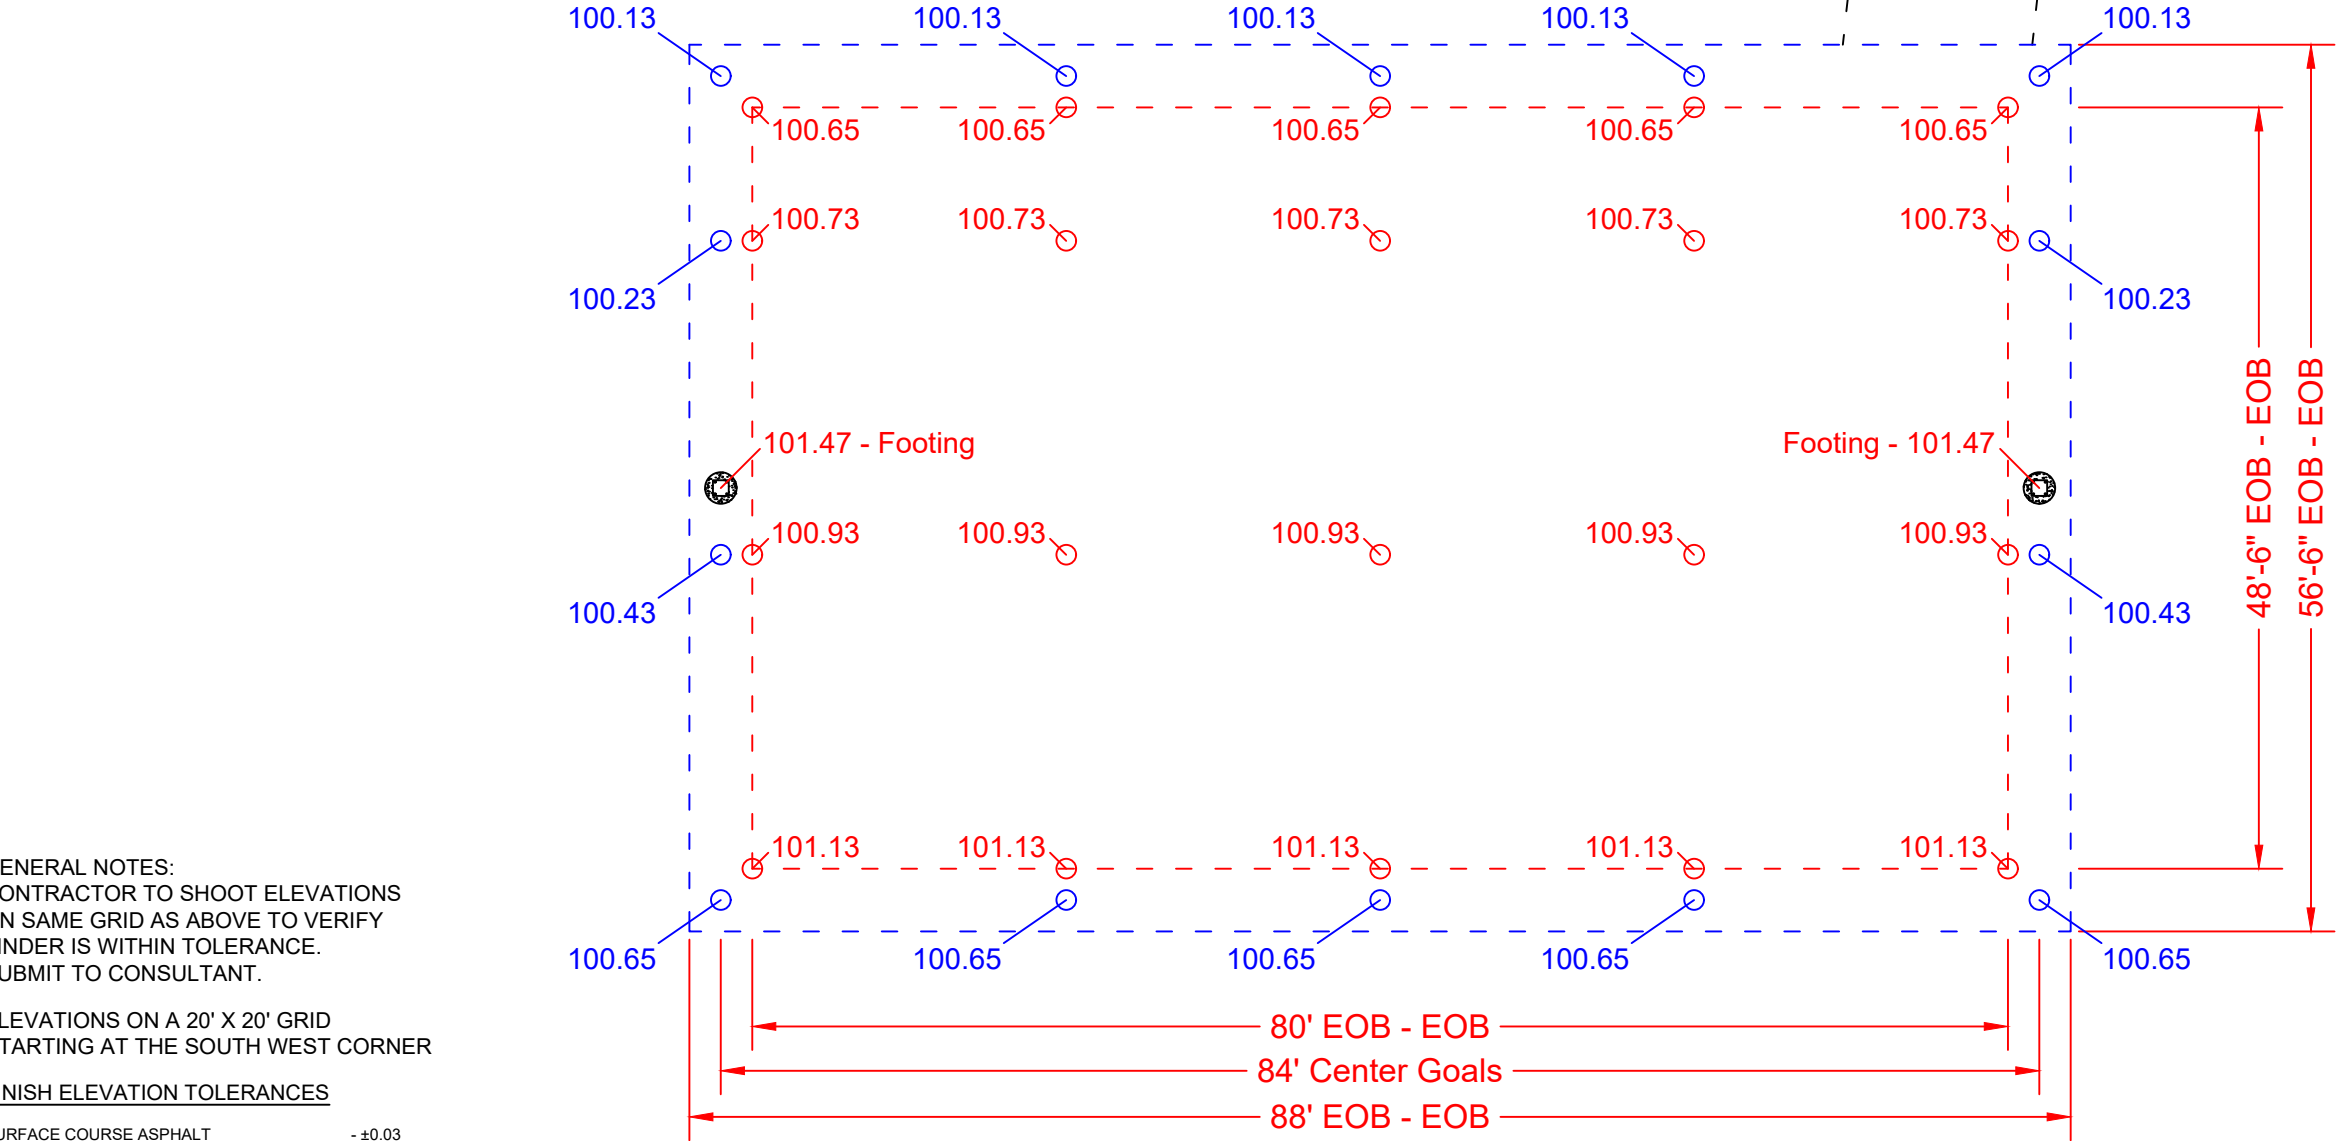 100.13 100.13 100.13 100.13 100.13
100.65 100.65 100.65 100.65 100.65
100.73 100.73 100.73 100.73 100.73
100.23 100.23
101.47 - Footing Footing - 101.47
100.93 100.93 100.93 100.93 100.93
100.43 100.43
48'-6" EOB - EOB
56'-6" EOB - EOB
101.13 101.13 101.13 101.13 101.13
100.65 100.65 100.65 100.65 100.65
80' EOB - EOB
84' Center Goals
88' EOB - EOB
ENERAL NOTES:
ONTRACTOR TO SHOOT ELEVATIONS
N SAME GRID AS ABOVE TO VERIFY
INDER IS WITHIN TOLERANCE.
UBMIT TO CONSULTANT.
LEVATIONS ON A 20' X 20' GRID
TARTING AT THE SOUTH WEST CORNER
NISH ELEVATION TOLERANCES
URFACE COURSE ASPHALT - ±0.03